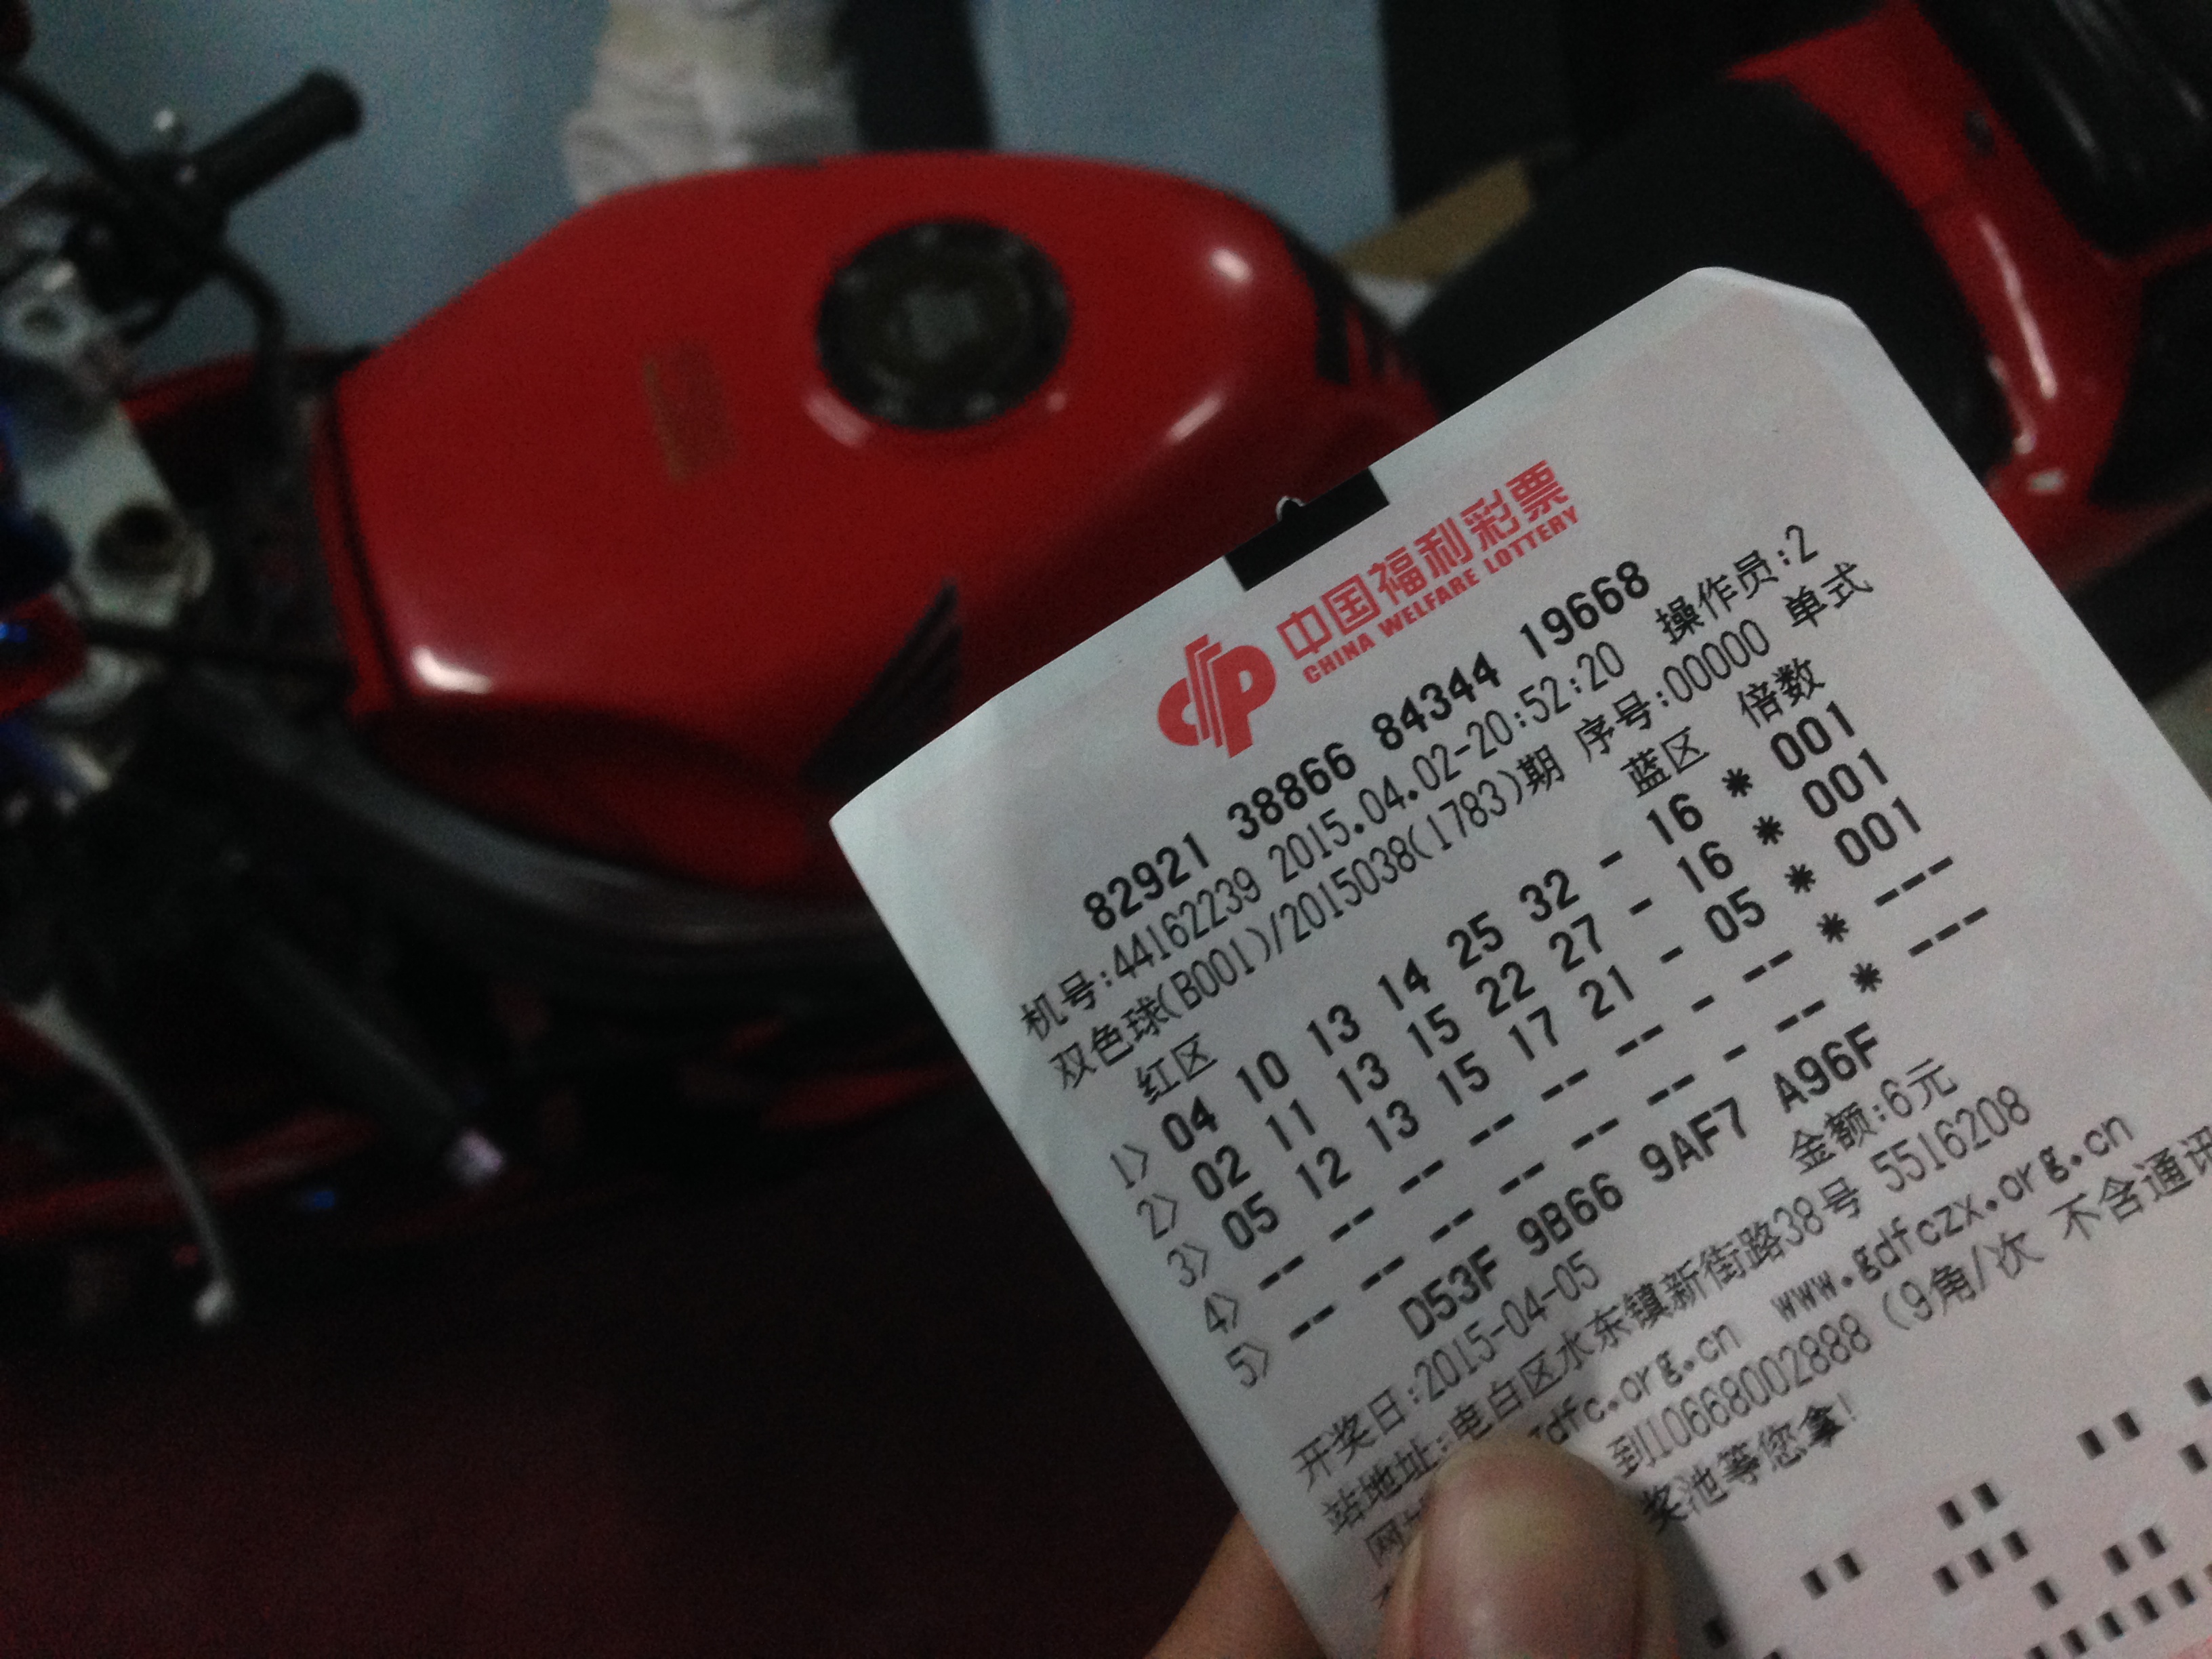 中国福利彩票
CHINA WELFARE LOTTERY
82921 38866 84344 19668
机号:44162239 2015.04.02-20:52:20 操作员:2
双色球(B001)/2015038(1783)期 序号:00000 单式
红区 蓝区 倍数
1) 04 10 13 14 25 32 - 16 * 001
2) 02 11 13 15 22 27 - 16 * 001
3) 05 12 13 15 17 21 - 05 * 001
4) -- -- -- -- -- -- - -- * ---
5) -- -- -- -- -- -- - -- * ---
D53F 9B66 9AF7 A96F
开奖日:2015-04-05 金额:6元
站地址:电白区水东镇新街路38号 5516208
dfc.org.cn www.gdfczx.org.cn
到10668002888 (9角/次 不含通讯
奖池等您拿!